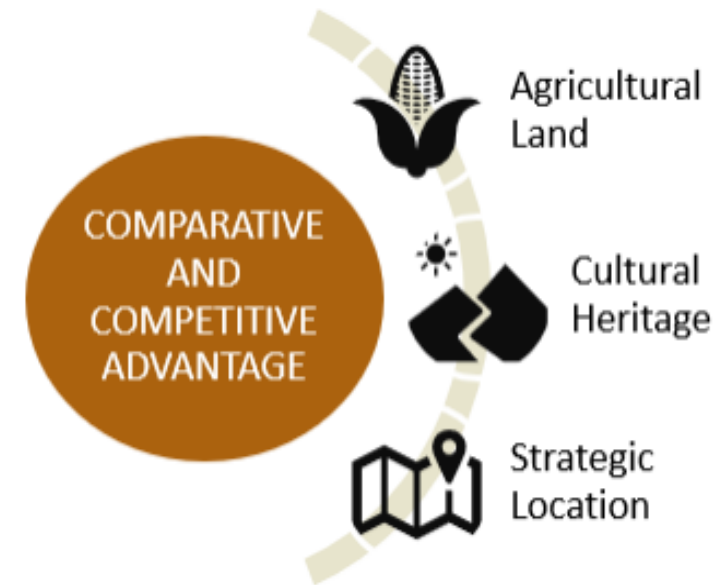 COMPARATIVE
AND
COMPETITIVE
ADVANTAGE
Agricultural
Land
Cultural
Heritage
Strategic
Location